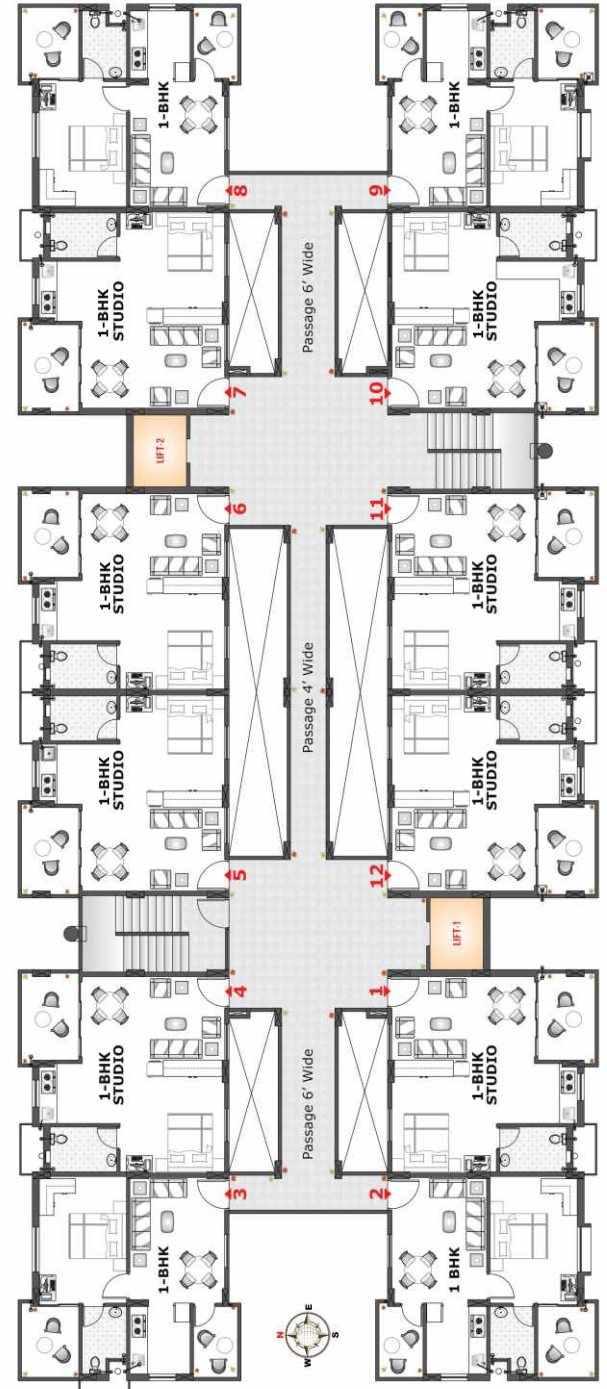 1-BHK
8
9
1-BHK
1-BHK
STUDIO
7
Passage 6' Wide
10
1-BHK
STUDIO
LIFT-2
1-BHK
STUDIO
6
11
1-BHK
STUDIO
Passage 4' Wide
1-BHK
STUDIO
5
12
1-BHK
STUDIO
LIFT-1
1-BHK
STUDIO
4
Passage 6' Wide
1
1-BHK
STUDIO
1-BHK
3
2
1 BHK
N
E
S
W